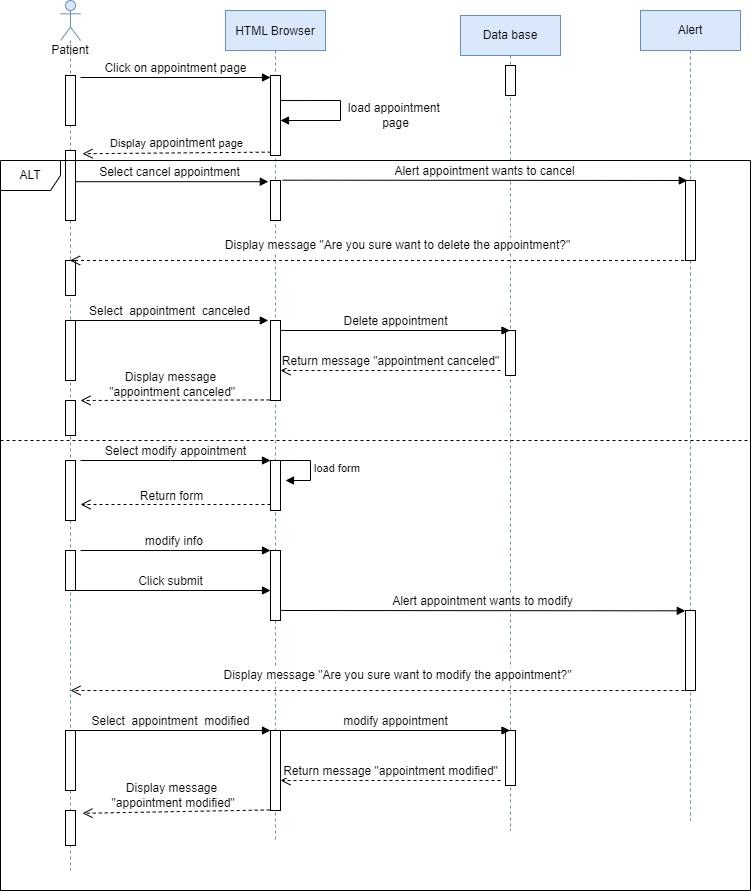 Patient
HTML Browser
Data base
Alert
Click on appointment page
load appointment
page
Display appointment page
ALT
Select cancel appointment
Alert appointment wants to cancel
Display message "Are you sure want to delete the appointment?"
Select appointment canceled
Delete appointment
Return message "appointment canceled"
Display message
"appointment canceled"
Select modify appointment
load form
Return form
modify info
Click submit
Alert appointment wants to modify
Display message "Are you sure want to modify the appointment?"
Select appointment modified
modify appointment
Return message "appointment modified"
Display message
"appointment modified"